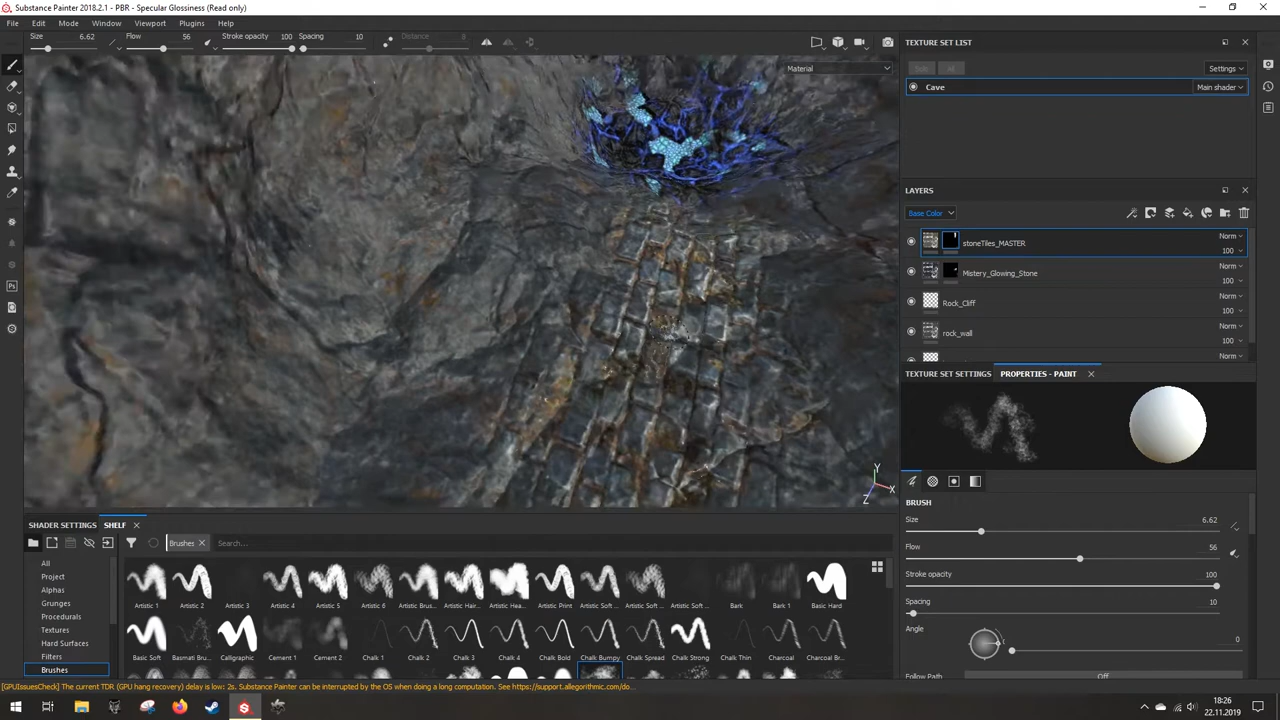 Substance Painter 2018.2.1 - PBR - Specular Glossiness (Read only)
File Edit Mode Window Viewport Plugins Help
Size 6.62 Flow 56 Stroke opacity 100 Spacing 10 Distance 8
Material
TEXTURE SET LIST
Solo All Settings
Cave Main shader
LAYERS
Base Color
stoneTiles_MASTER Norm 100
Mistery_Glowing_Stone Norm 100
Rock_Cliff Norm 100
rock_wall Norm 100
Norm
TEXTURE SET SETTINGS PROPERTIES - PAINT
Y
X
Z
BRUSH
Size 6.62
Flow 56
Stroke opacity 100
Spacing 10
Angle 0
Follow Path Off
SHADER SETTINGS SHELF
Brushes Search...
All
Project
Alphas
Grunges
Procedurals
Textures
Hard Surfaces
Filters
Brushes
Artistic 1 Artistic 2 Artistic 3 Artistic 4 Artistic 5 Artistic 6 Artistic Brus... Artistic Hair... Artistic Hea... Artistic Print Artistic Soft ... Artistic Soft ... Artistic Soft ... Bark Bark 1 Basic Hard
Basic Soft Basmati Bru... Calligraphic Cement 1 Cement 2 Chalk 1 Chalk 2 Chalk 3 Chalk 4 Chalk Bold Chalk Bumpy Chalk Spread Chalk Strong Chalk Thin Charcoal Charcoal Br...
[GPUIssuesCheck] The current TDR (GPU hang recovery) delay is low: 2s. Substance Painter can be interrupted by the OS when doing a long computation. See https://support.allegorithmic.com/do...
18:26
22.11.2019